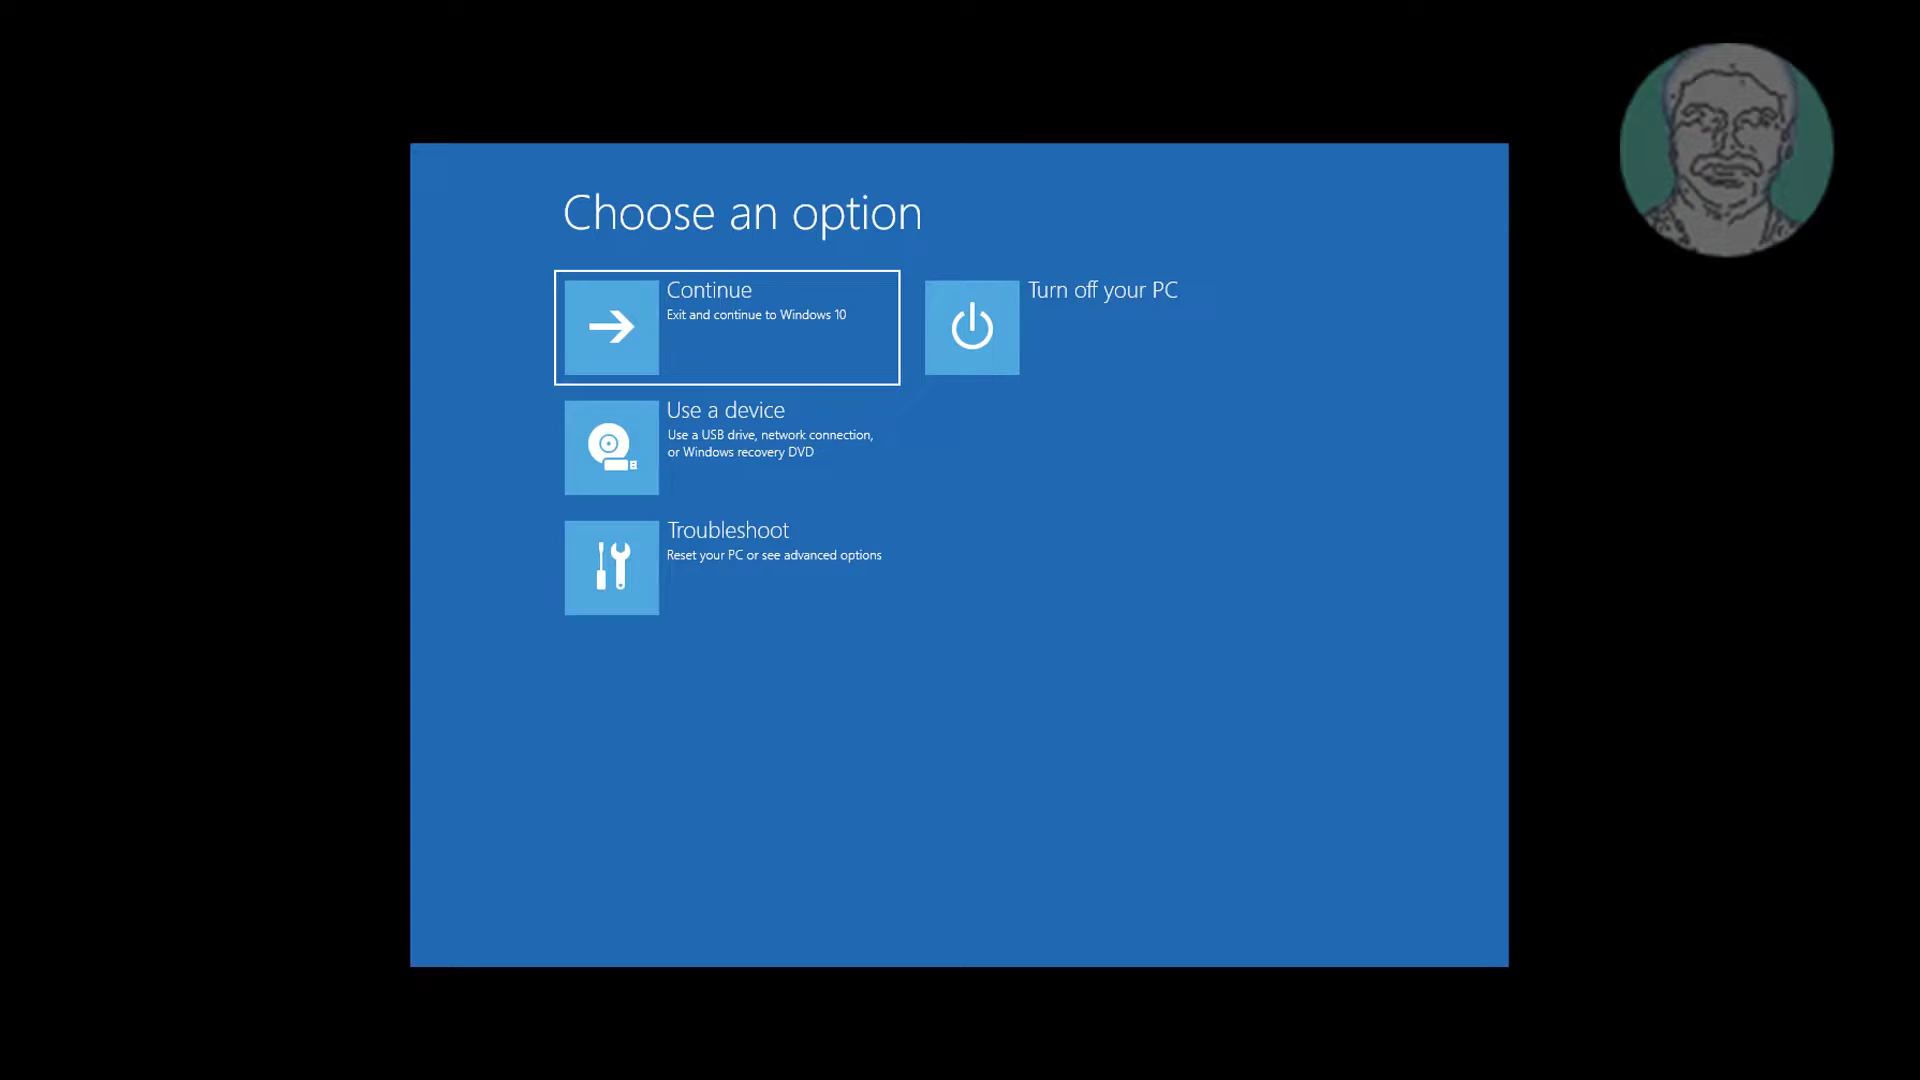 Choose an option
Continue
Exit and continue to Windows 10
Turn off your PC
Use a device
Use a USB drive, network connection,
or Windows recovery DVD
Troubleshoot
Reset your PC or see advanced options